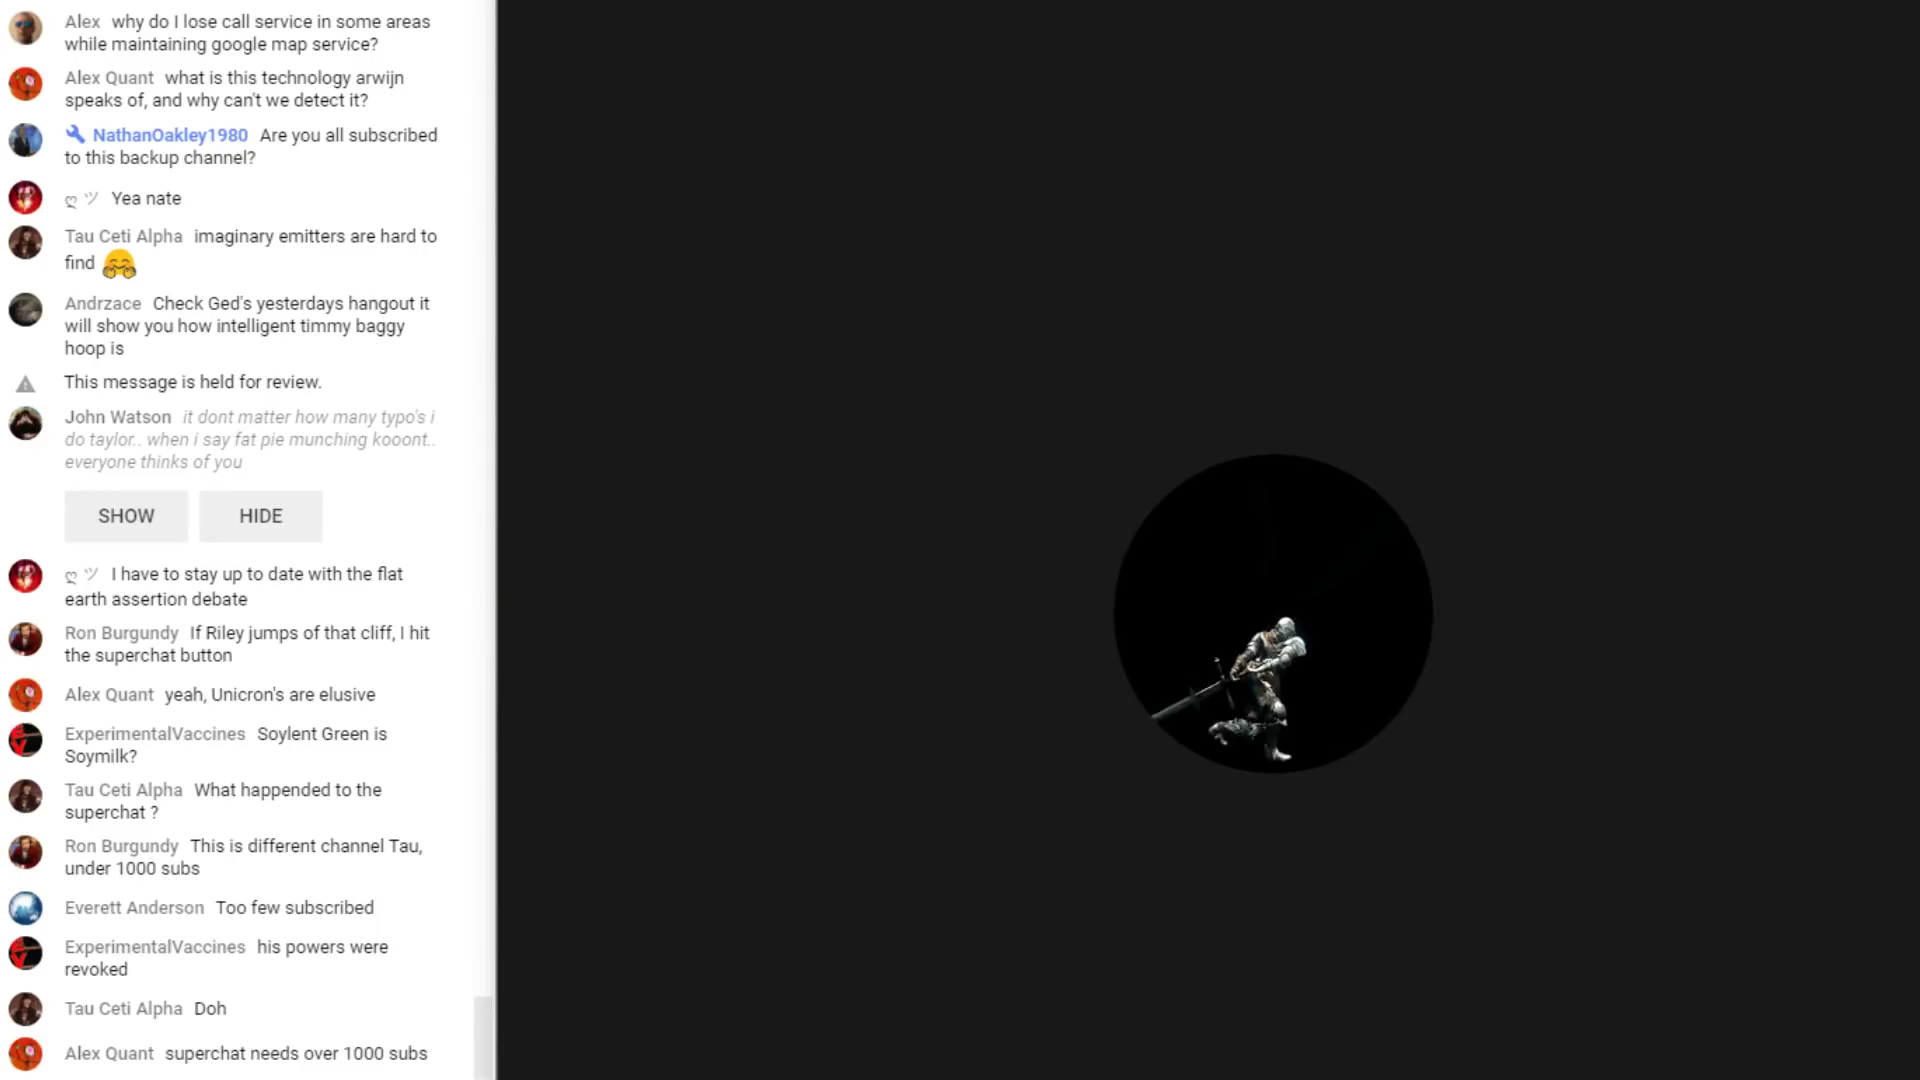 Alex why do I lose call service in some areas
while maintaining google map service?
Alex Quant what is this technology arwijn
speaks of, and why can't we detect it?
NathanOakley1980 Are you all subscribed
to this backup channel?
ღ ツ Yea nate
Tau Ceti Alpha imaginary emitters are hard to
find 🤗
Andrzace Check Ged's yesterdays hangout it
will show you how intelligent timmy baggy
hoop is
This message is held for review.
John Watson it dont matter how many typo's i
do taylor.. when i say fat pie munching kooont..
everyone thinks of you
SHOW HIDE
ღ ツ I have to stay up to date with the flat
earth assertion debate
Ron Burgundy If Riley jumps of that cliff, I hit
the superchat button
Alex Quant yeah, Unicron's are elusive
ExperimentalVaccines Soylent Green is
Soymilk?
Tau Ceti Alpha What happended to the
superchat ?
Ron Burgundy This is different channel Tau,
under 1000 subs
Everett Anderson Too few subscribed
ExperimentalVaccines his powers were
revoked
Tau Ceti Alpha Doh
Alex Quant superchat needs over 1000 subs